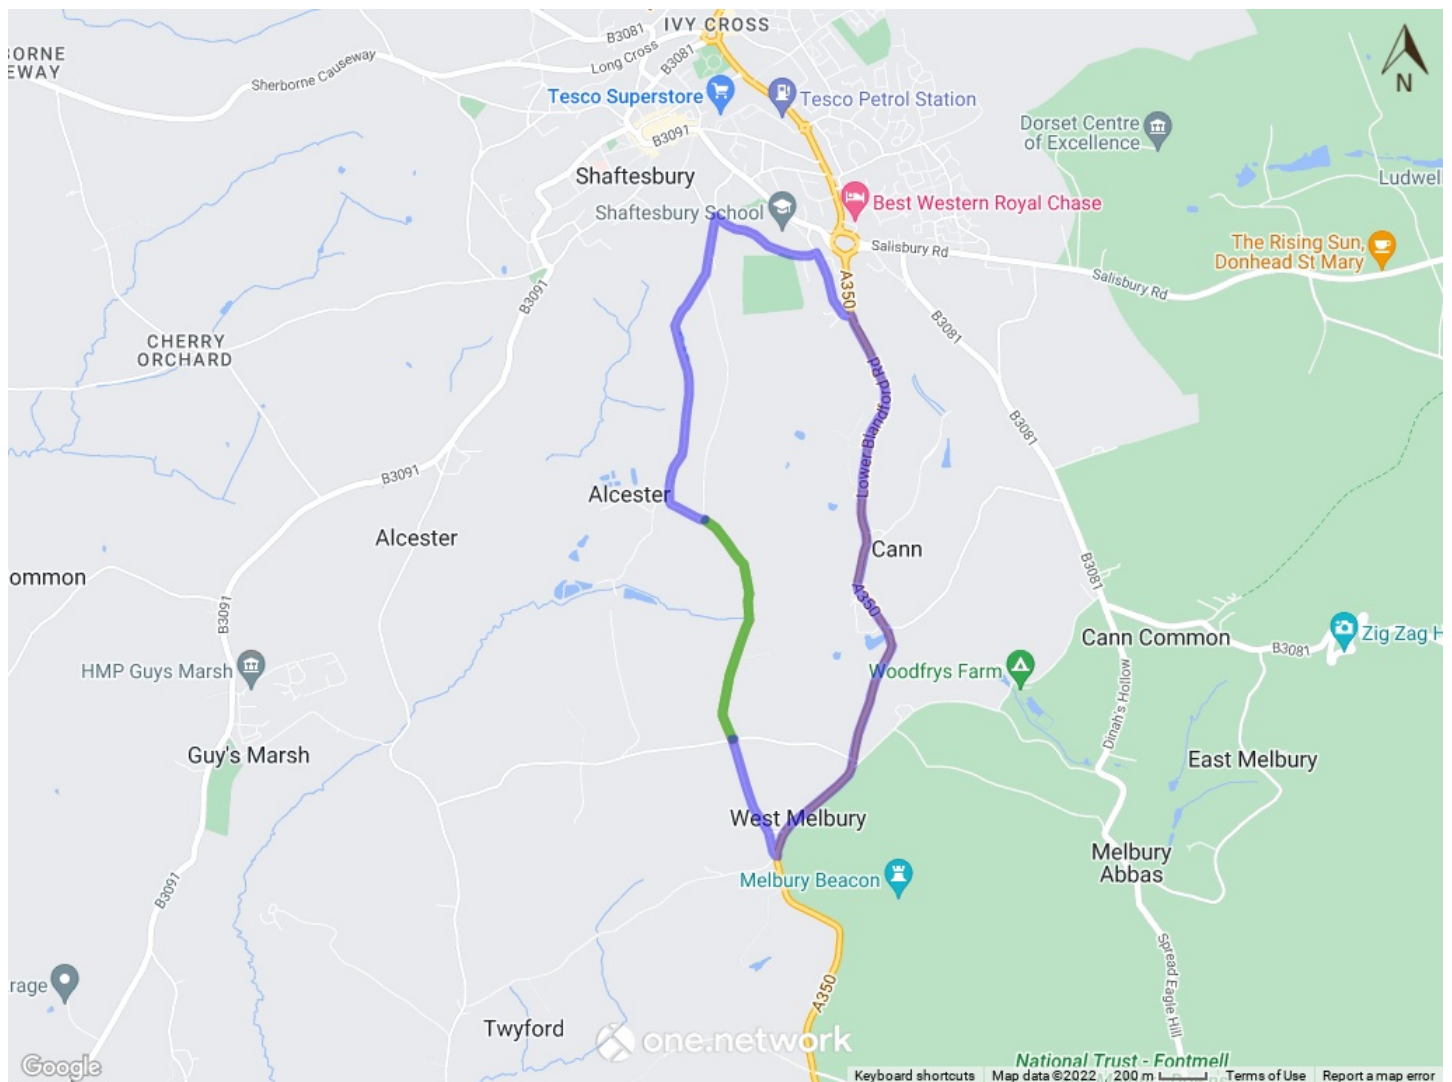 IVY CROSS
B3081
Long Cross
B3081
Sherborne Causeway
Tesco Superstore
Tesco Petrol Station
N
B3091
Dorset Centre
of Excellence
Shaftesbury
Ludwel
Shaftesbury School
Best Western Royal Chase
Salisbury Rd
The Rising Sun,
Donhead St Mary
Salisbury Rd
A350
B3091
B3081
CHERRY
ORCHARD
Lower Blandford Rd
B3081
B3091
Alcester
Alcester
Cann
ommon
B3081
A350
B3091
Cann Common
Zig Zag H
B3081
HMP Guys Marsh
Woodfrys Farm
Dinah's Hollow
Guy's Marsh
East Melbury
West Melbury
Melbury
Abbas
Melbury Beacon
B3091
Spread Eagle Hill
A350
rage
Twyford
one.network
National Trust - Fontmell
Google
Keyboard shortcuts
Map data ©2022
200 m
Terms of Use
Report a map error